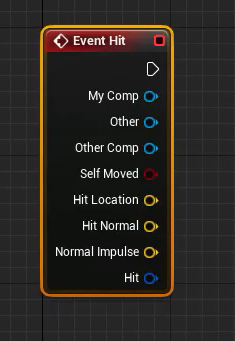 Event Hit
My Comp
Other
Other Comp
Self Moved
Hit Location
Hit Normal
Normal Impulse
Hit